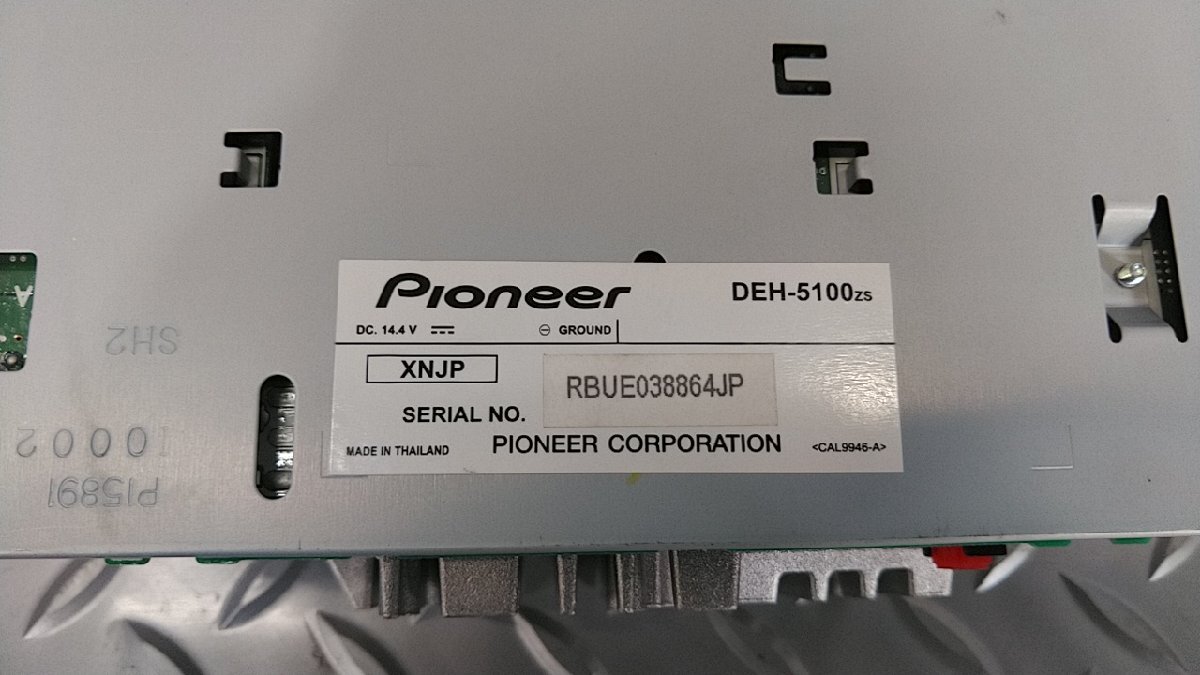 Pioneer
DEH-5100ZS
DC. 14.4 V ⎓
⊖ GROUND
XNJP
SERIAL NO.
RBUE038864JP
MADE IN THAILAND
PIONEER CORPORATION
<CAL9946-A>
A
SH2
10002
P15891